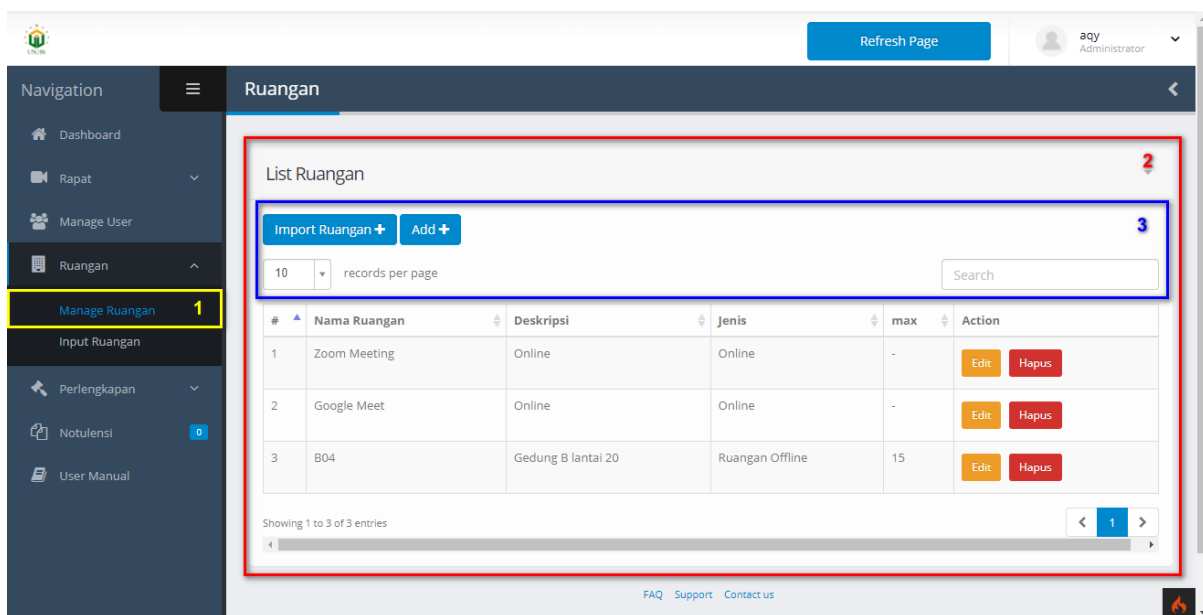 UNUSA
Refresh Page
aqy
Administrator
Navigation
Ruangan
Dashboard
Rapat
Manage User
Ruangan
Manage Ruangan 1
Input Ruangan
Perlengkapan
Notulensi 0
User Manual
List Ruangan 2
Import Ruangan Add 3
10 records per page Search
# Nama Ruangan Deskripsi Jenis max Action
1 Zoom Meeting Online Online - Edit Hapus
2 Google Meet Online Online - Edit Hapus
3 B04 Gedung B lantai 20 Ruangan Offline 15 Edit Hapus
Showing 1 to 3 of 3 entries 1
FAQ Support Contact us